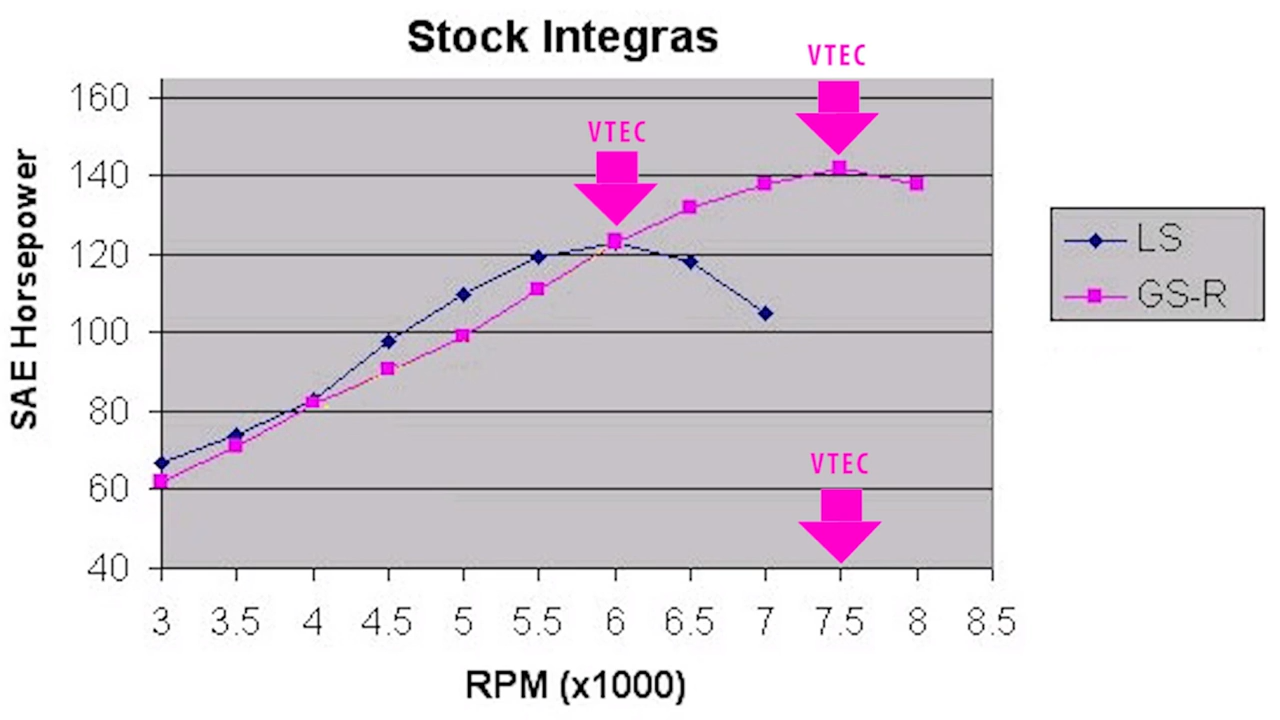 Stock Integras
VTEC
VTEC
VTEC
160
140
120
100
80
60
40
SAE Horsepower
3 3.5 4 4.5 5 5.5 6 6.5 7 7.5 8 8.5
RPM (x1000)
LS
GS-R